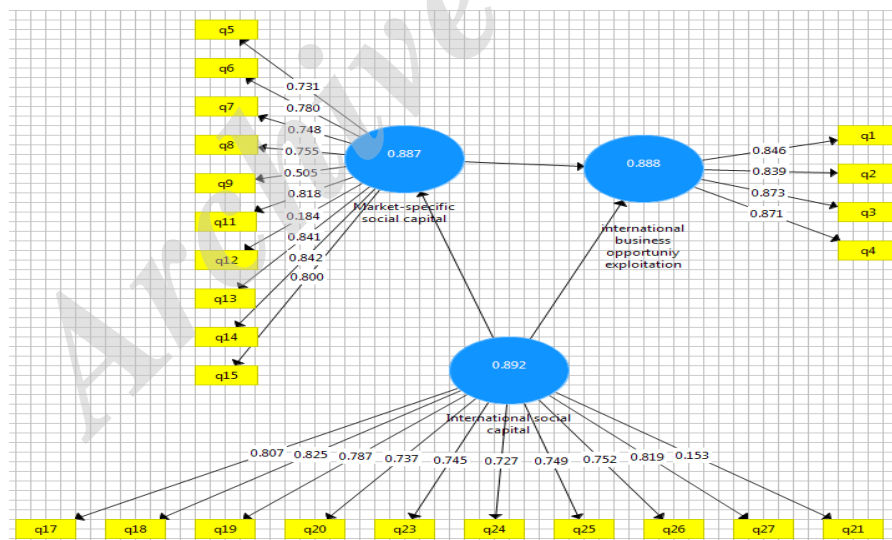 q5
q6
q7
q8
q9
q11
q12
q13
q14
q15
0.731
0.780
0.748
0.755
0.505
0.818
0.184
0.841
0.842
0.800
0.887
Market-specific
social capital
0.888
international
business
opportuniy
exploitation
0.846
0.839
0.873
0.871
q1
q2
q3
q4
0.892
International social
capital
0.807 0.825 0.787 0.737 0.745 0.727 0.749 0.752 0.819 0.153
q17 q18 q19 q20 q23 q24 q25 q26 q27 q21
Archive